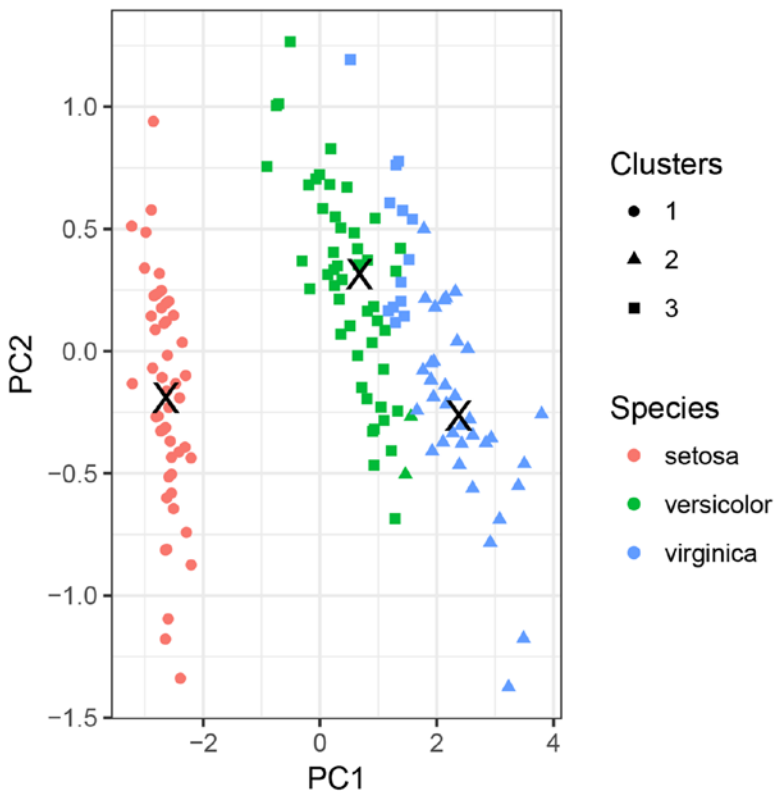 1.0
0.5
0.0
−0.5
−1.0
−1.5
PC2
−2
0
2
4
PC1
Clusters
1
2
3
Species
setosa
versicolor
virginica
X
X
X